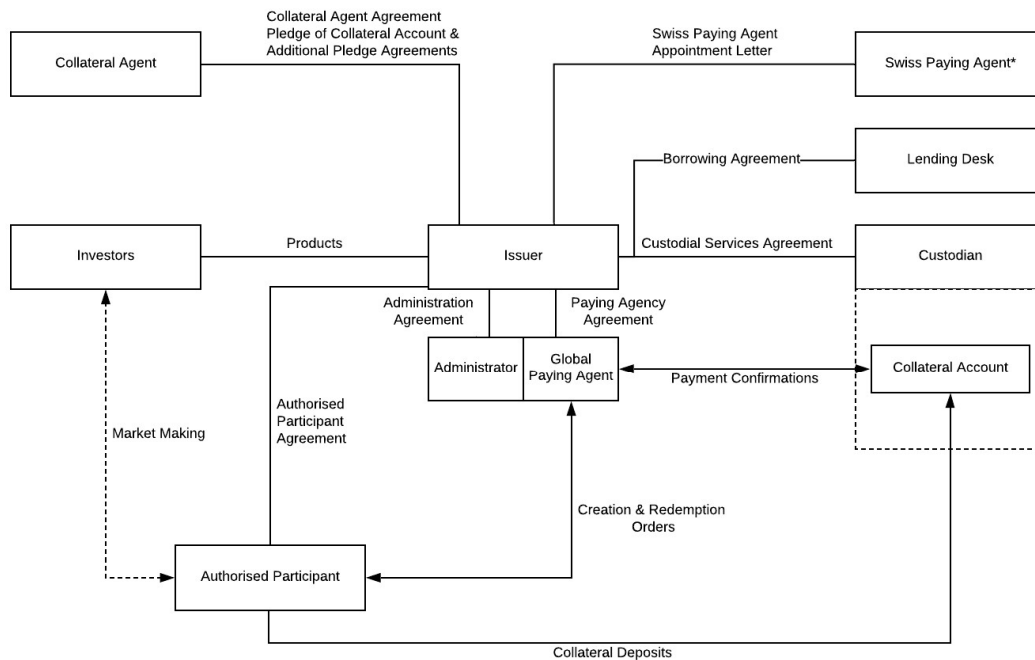 Collateral Agent Agreement
Pledge of Collateral Account &
Additional Pledge Agreements
Swiss Paying Agent
Appointment Letter
Collateral Agent
Swiss Paying Agent*
Borrowing Agreement
Lending Desk
Investors
Products
Issuer
Custodial Services Agreement
Custodian
Administration
Agreement
Paying Agency
Agreement
Administrator
Global
Paying Agent
Payment Confirmations
Collateral Account
Authorised
Participant
Agreement
Market Making
Creation & Redemption
Orders
Authorised Participant
Collateral Deposits